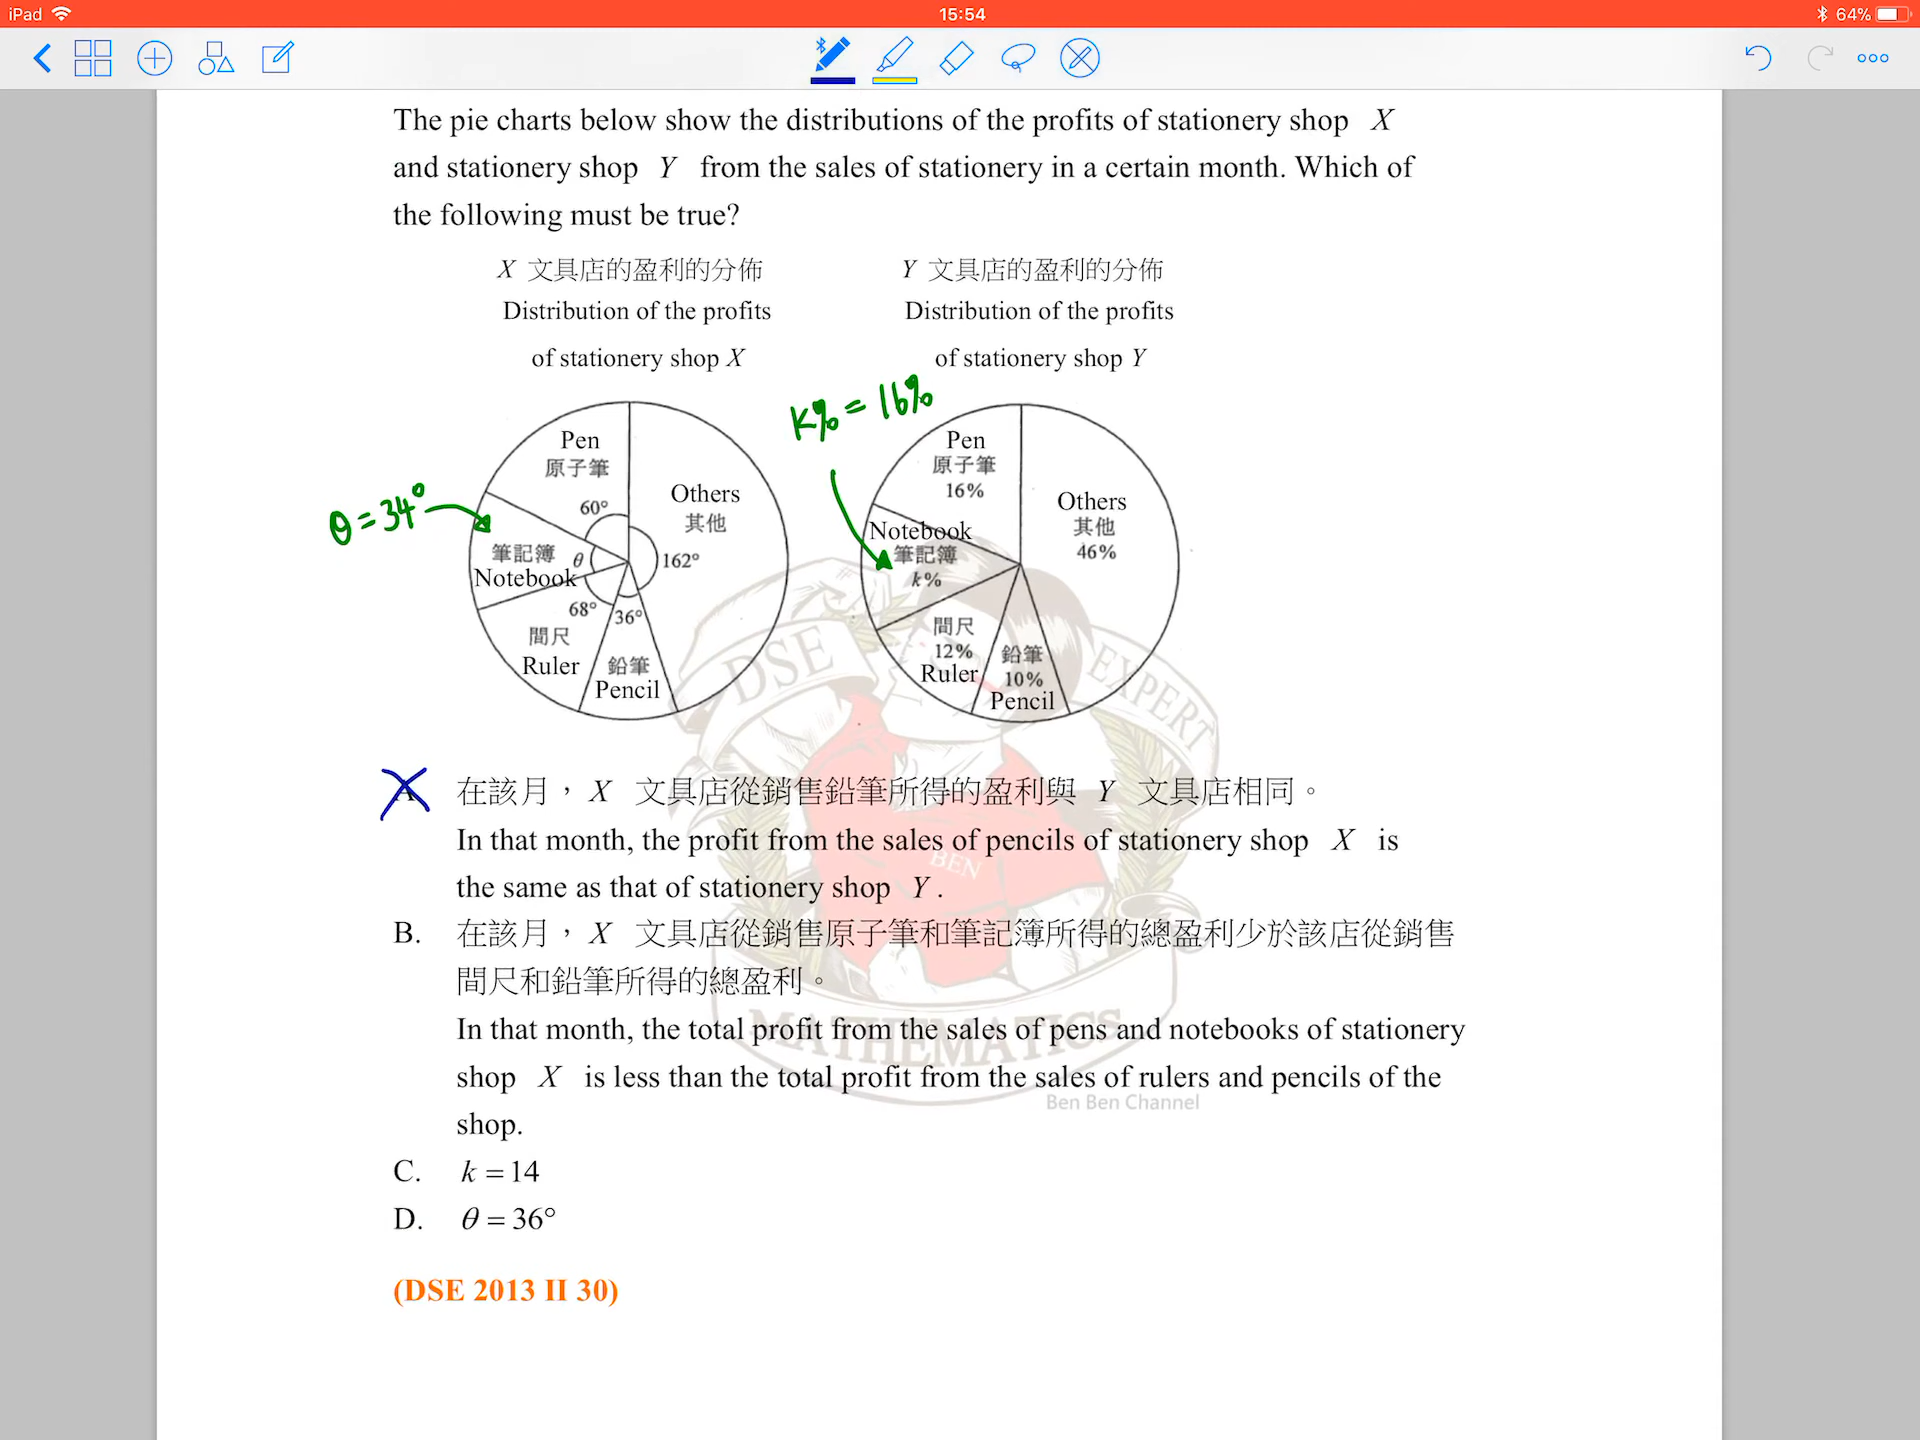 iPad 15:54 64%
The pie charts below show the distributions of the profits of stationery shop X
and stationery shop Y from the sales of stationery in a certain month. Which of
the following must be true?
X 文具店的盈利的分佈
Distribution of the profits
of stationery shop X
Y 文具店的盈利的分佈
Distribution of the profits
of stationery shop Y
θ = 34°
Pen
原子筆
60°
Others
其他
162°
筆記簿 θ
Notebook
68°
間尺
Ruler
36°
鉛筆
Pencil
K% = 16%
Pen
原子筆
16%
Others
其他
46%
Notebook
筆記簿
k%
間尺
12%
Ruler
鉛筆
10%
Pencil
DSE EXPERT
BEN
MATHEMATICS
Ben Ben Channel
A 在該月，X 文具店從銷售鉛筆所得的盈利與 Y 文具店相同。
In that month, the profit from the sales of pencils of stationery shop X is
the same as that of stationery shop Y .
B. 在該月，X 文具店從銷售原子筆和筆記簿所得的總盈利少於該店從銷售
間尺和鉛筆所得的總盈利。
In that month, the total profit from the sales of pens and notebooks of stationery
shop X is less than the total profit from the sales of rulers and pencils of the
shop.
C. k = 14
D. θ = 36°
(DSE 2013 II 30)